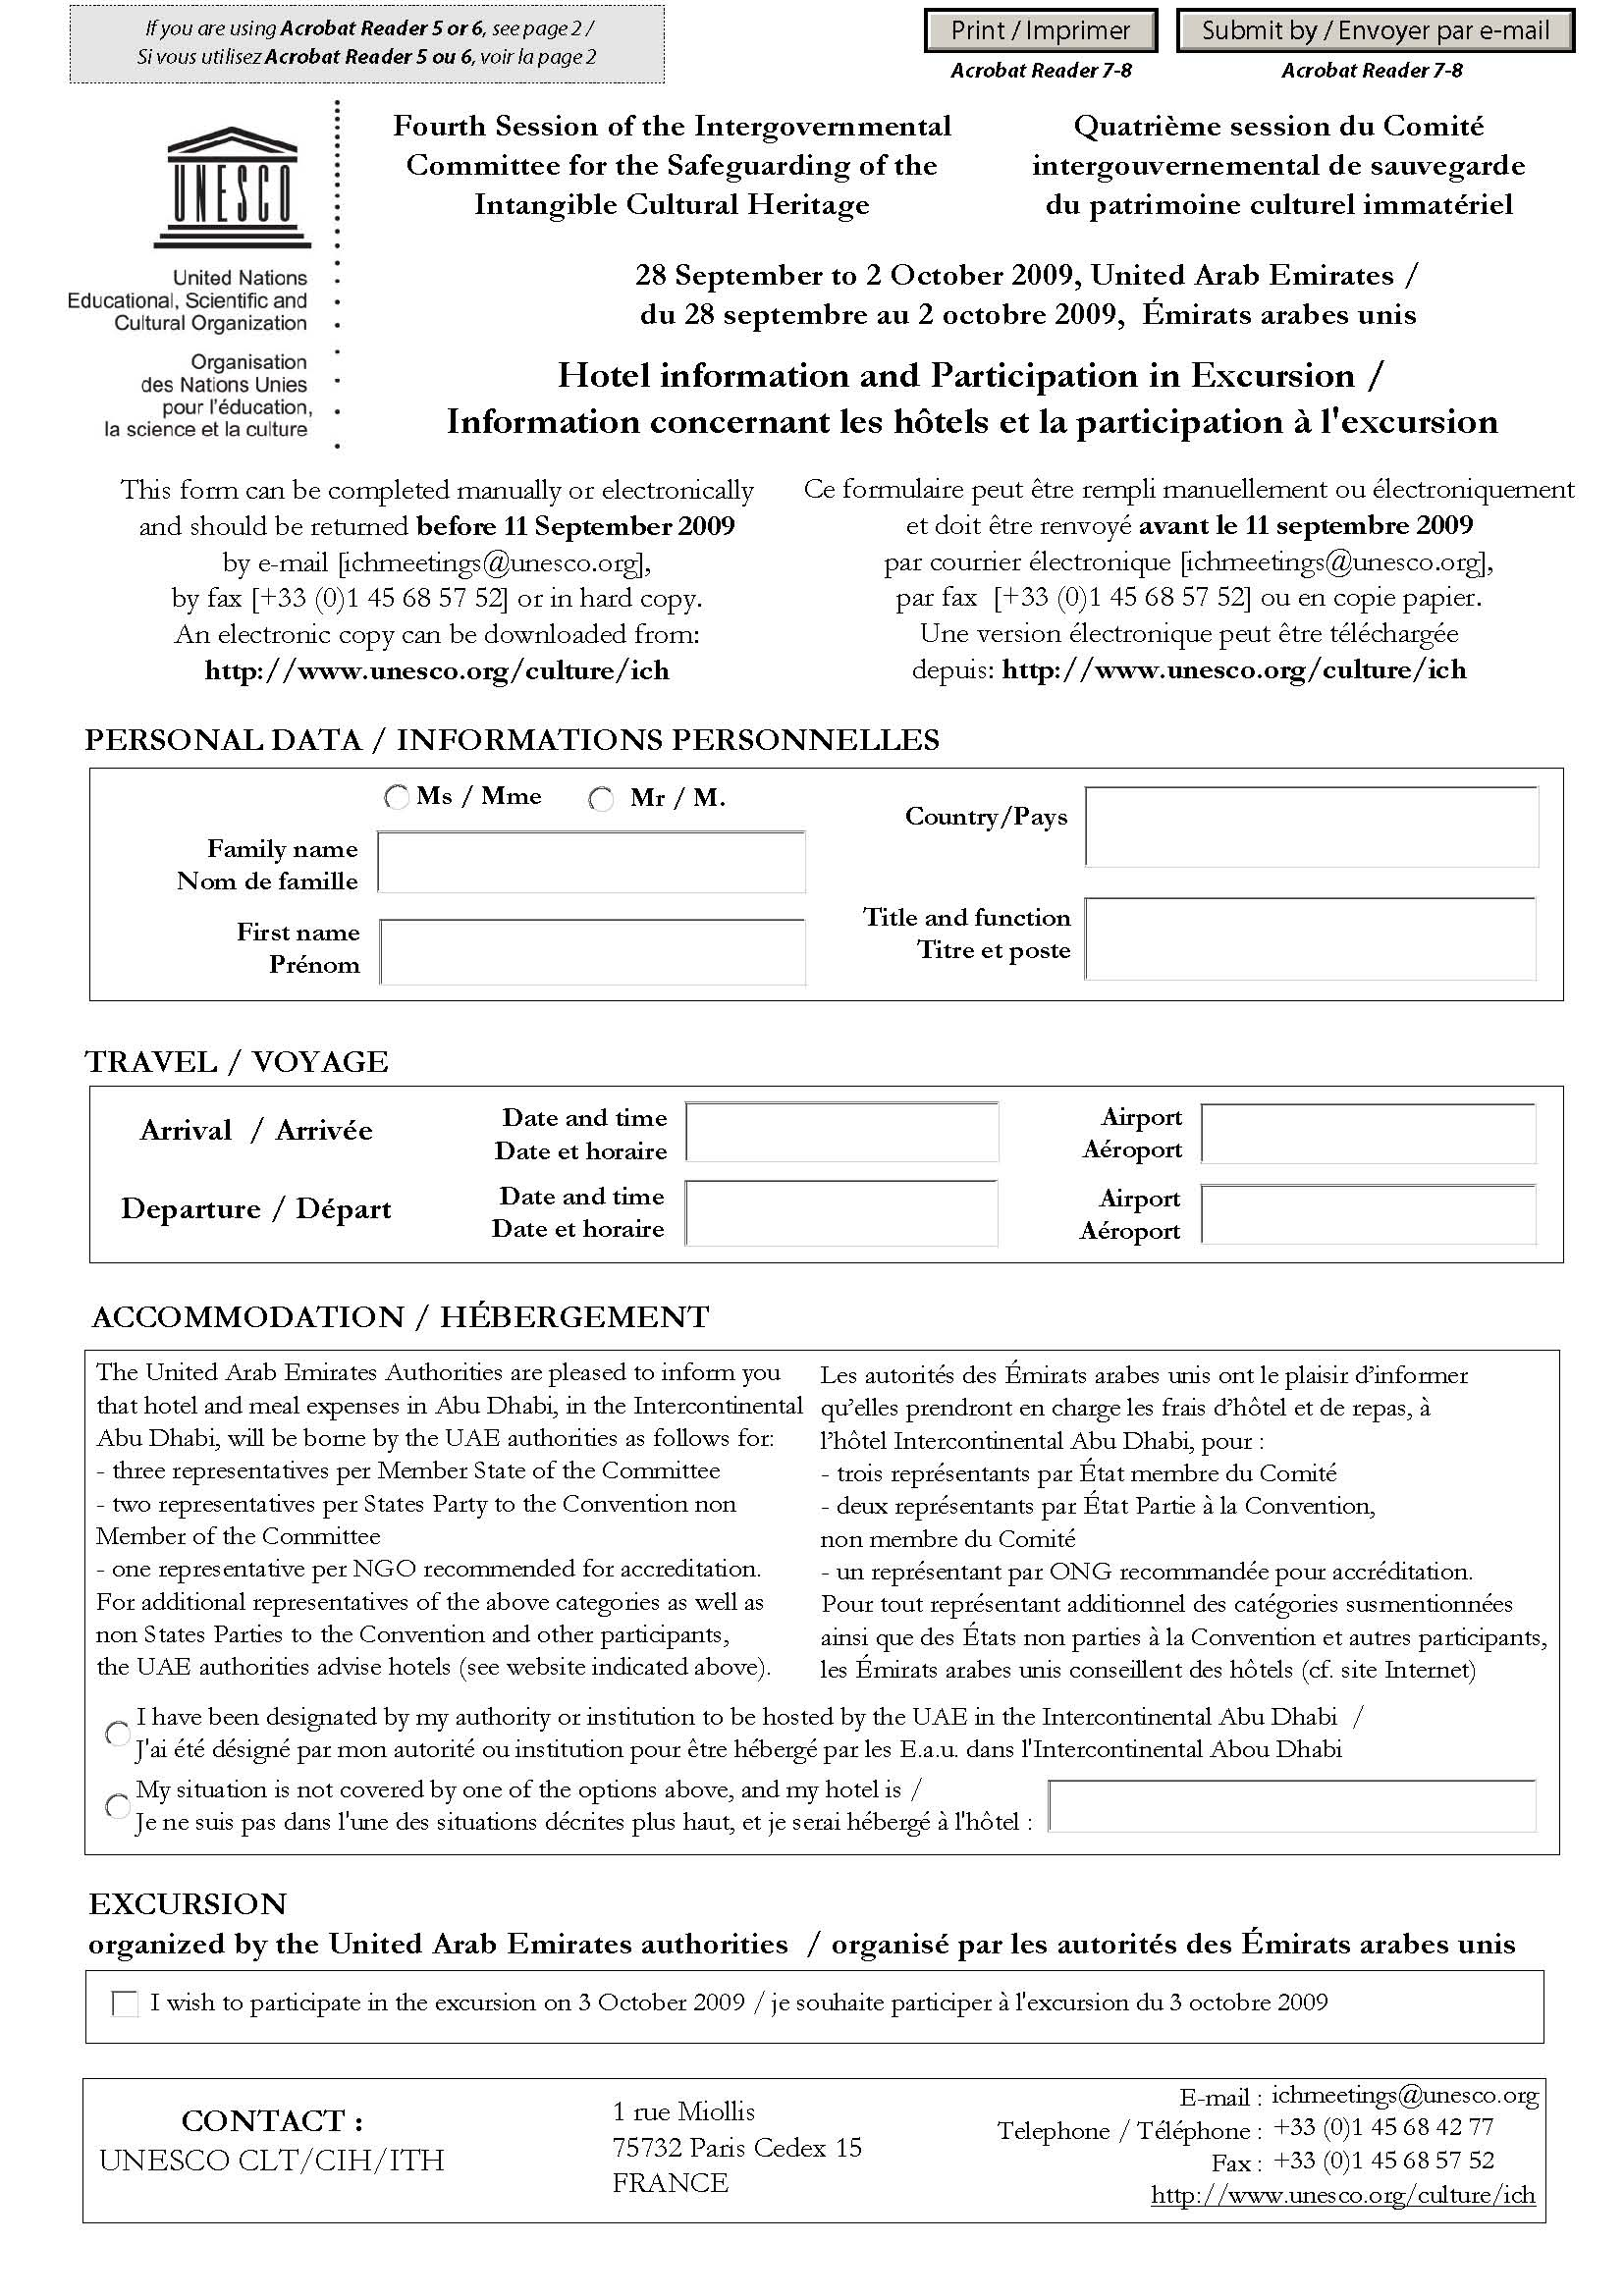 If you are using Acrobat Reader 5 or 6, see page 2 /
Si vous utilisez Acrobat Reader 5 ou 6, voir la page 2
Print / Imprimer
Acrobat Reader 7-8
Submit by / Envoyer par e-mail
Acrobat Reader 7-8
UNESCO
United Nations
Educational, Scientific and
Cultural Organization
Organisation
des Nations Unies
pour l'éducation,
la science et la culture
Fourth Session of the Intergovernmental
Committee for the Safeguarding of the
Intangible Cultural Heritage
Quatrième session du Comité
intergouvernemental de sauvegarde
du patrimoine culturel immatériel
28 September to 2 October 2009, United Arab Emirates /
du 28 septembre au 2 octobre 2009, Émirats arabes unis
Hotel information and Participation in Excursion /
Information concernant les hôtels et la participation à l'excursion
This form can be completed manually or electronically
and should be returned before 11 September 2009
by e-mail [ichmeetings@unesco.org],
by fax [+33 (0)1 45 68 57 52] or in hard copy.
An electronic copy can be downloaded from:
http://www.unesco.org/culture/ich
Ce formulaire peut être rempli manuellement ou électroniquement
et doit être renvoyé avant le 11 septembre 2009
par courrier électronique [ichmeetings@unesco.org],
par fax [+33 (0)1 45 68 57 52] ou en copie papier.
Une version électronique peut être téléchargée
depuis: http://www.unesco.org/culture/ich
PERSONAL DATA / INFORMATIONS PERSONNELLES
Ms / Mme
Mr / M.
Family name
Nom de famille
First name
Prénom
Country/Pays
Title and function
Titre et poste
TRAVEL / VOYAGE
Arrival / Arrivée
Date and time
Date et horaire
Airport
Aéroport
Departure / Départ
Date and time
Date et horaire
Airport
Aéroport
ACCOMMODATION / HÉBERGEMENT
The United Arab Emirates Authorities are pleased to inform you
that hotel and meal expenses in Abu Dhabi, in the Intercontinental
Abu Dhabi, will be borne by the UAE authorities as follows for:
- three representatives per Member State of the Committee
- two representatives per States Party to the Convention non
Member of the Committee
- one representative per NGO recommended for accreditation.
For additional representatives of the above categories as well as
non States Parties to the Convention and other participants,
the UAE authorities advise hotels (see website indicated above).
Les autorités des Émirats arabes unis ont le plaisir d'informer
qu'elles prendront en charge les frais d'hôtel et de repas, à
l'hôtel Intercontinental Abu Dhabi, pour :
- trois représentants par État membre du Comité
- deux représentants par État Partie à la Convention,
non membre du Comité
- un représentant par ONG recommandée pour accréditation.
Pour tout représentant additionnel des catégories susmentionnées
ainsi que des États non parties à la Convention et autres participants,
les Émirats arabes unis conseillent des hôtels (cf. site Internet)
I have been designated by my authority or institution to be hosted by the UAE in the Intercontinental Abu Dhabi /
J'ai été désigné par mon autorité ou institution pour être hébergé par les E.a.u. dans l'Intercontinental Abou Dhabi
My situation is not covered by one of the options above, and my hotel is /
Je ne suis pas dans l'une des situations décrites plus haut, et je serai hébergé à l'hôtel :
EXCURSION
organized by the United Arab Emirates authorities / organisé par les autorités des Émirats arabes unis
I wish to participate in the excursion on 3 October 2009 / je souhaite participer à l'excursion du 3 octobre 2009
CONTACT :
UNESCO CLT/CIH/ITH
1 rue Miollis
75732 Paris Cedex 15
FRANCE
E-mail : ichmeetings@unesco.org
Telephone / Téléphone : +33 (0)1 45 68 42 77
Fax : +33 (0)1 45 68 57 52
http://www.unesco.org/culture/ich